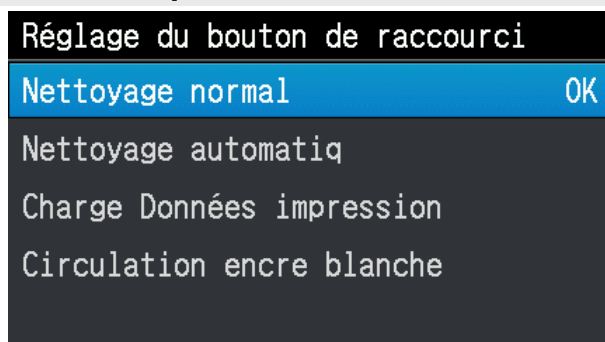 Réglage du bouton de raccourci
Nettoyage normal OK
Nettoyage automatiq
Charge Données impression
Circulation encre blanche